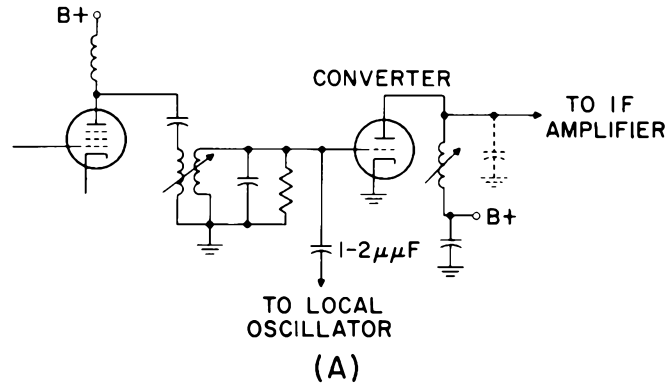 B+
CONVERTER
TO IF
AMPLIFIER
B+
1-2μμF
TO LOCAL
OSCILLATOR
(A)